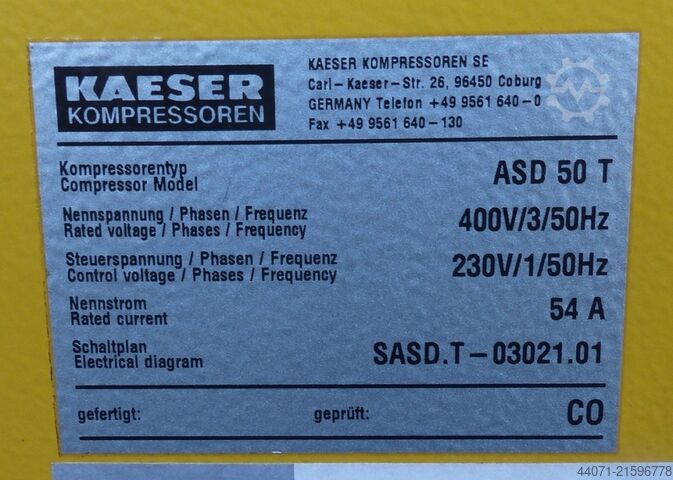 KAESER
KOMPRESSOREN
KAESER KOMPRESSOREN SE
Carl-Kaeser-Str. 26, 96450 Coburg
GERMANY Telefon +49 9561 640-0
Fax +49 9561 640-130
Kompressorentyp
Compressor Model
ASD 50 T
Nennspannung / Phasen / Frequenz
Rated voltage / Phases / Frequency
400V/3/50Hz
Steuerspannung / Phasen / Frequenz
Control voltage / Phases / Frequency
230V/1/50Hz
Nennstrom
Rated current
54 A
Schaltplan
Electrical diagram
SASD.T-03021.01
gefertigt: geprüft: CO
44071-21596778